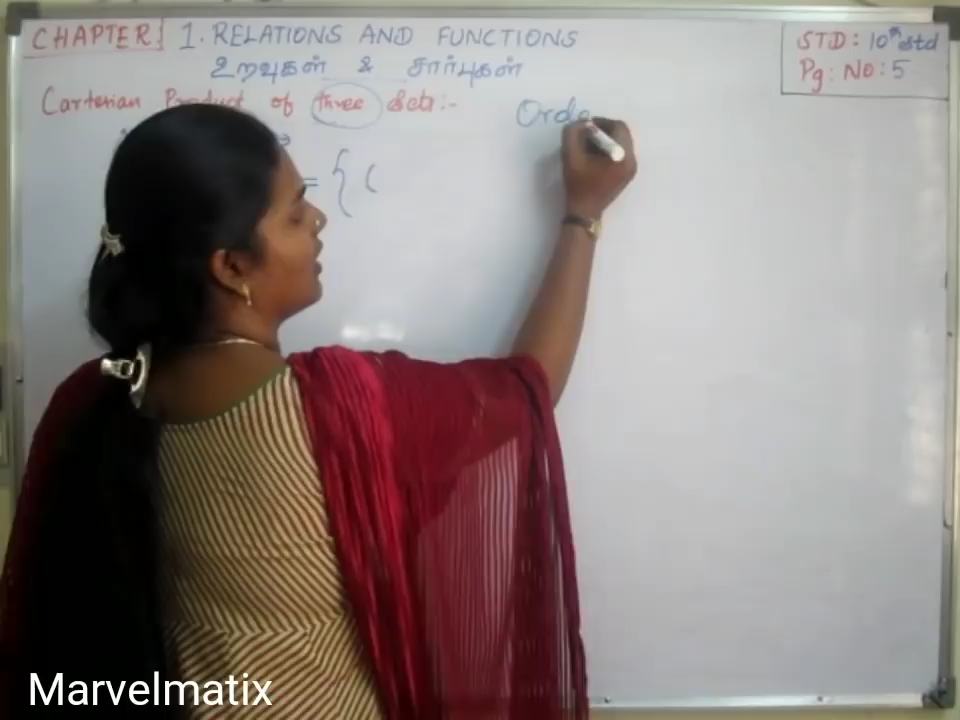 CHAPTER: 1. RELATIONS AND FUNCTIONS
உறவுகள் & சார்புகள்
STD: 10th Std
Pg: No: 5
Cartesian Product of three Sets:-
Orde
= { (
Marvelmatix